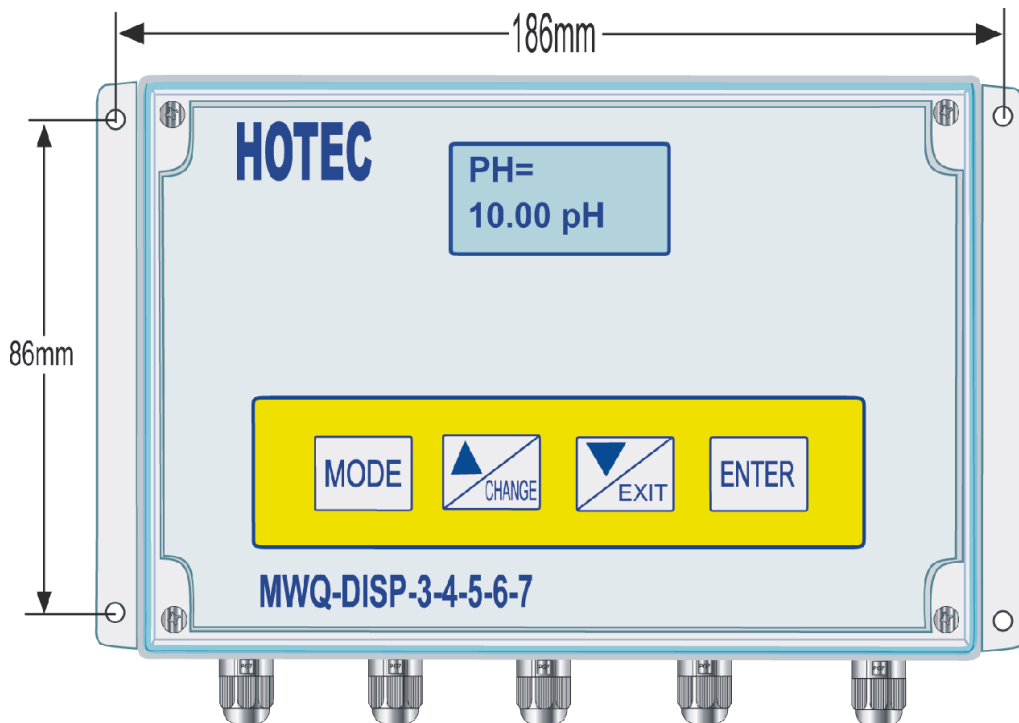 186mm
HOTEC
PH=
10.00 pH
86mm
MODE
CHANGE
EXIT
ENTER
MWQ-DISP-3-4-5-6-7